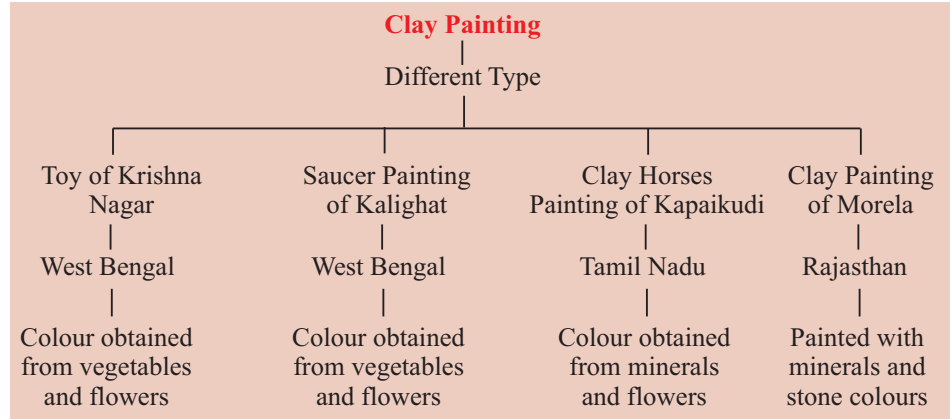 Clay Painting
Different Type
Toy of Krishna
Nagar
West Bengal
Colour obtained
from vegetables
and flowers
Saucer Painting
of Kalighat
West Bengal
Colour obtained
from vegetables
and flowers
Clay Horses
Painting of Kapaikudi
Tamil Nadu
Colour obtained
from minerals
and flowers
Clay Painting
of Morela
Rajasthan
Painted with
minerals and
stone colours